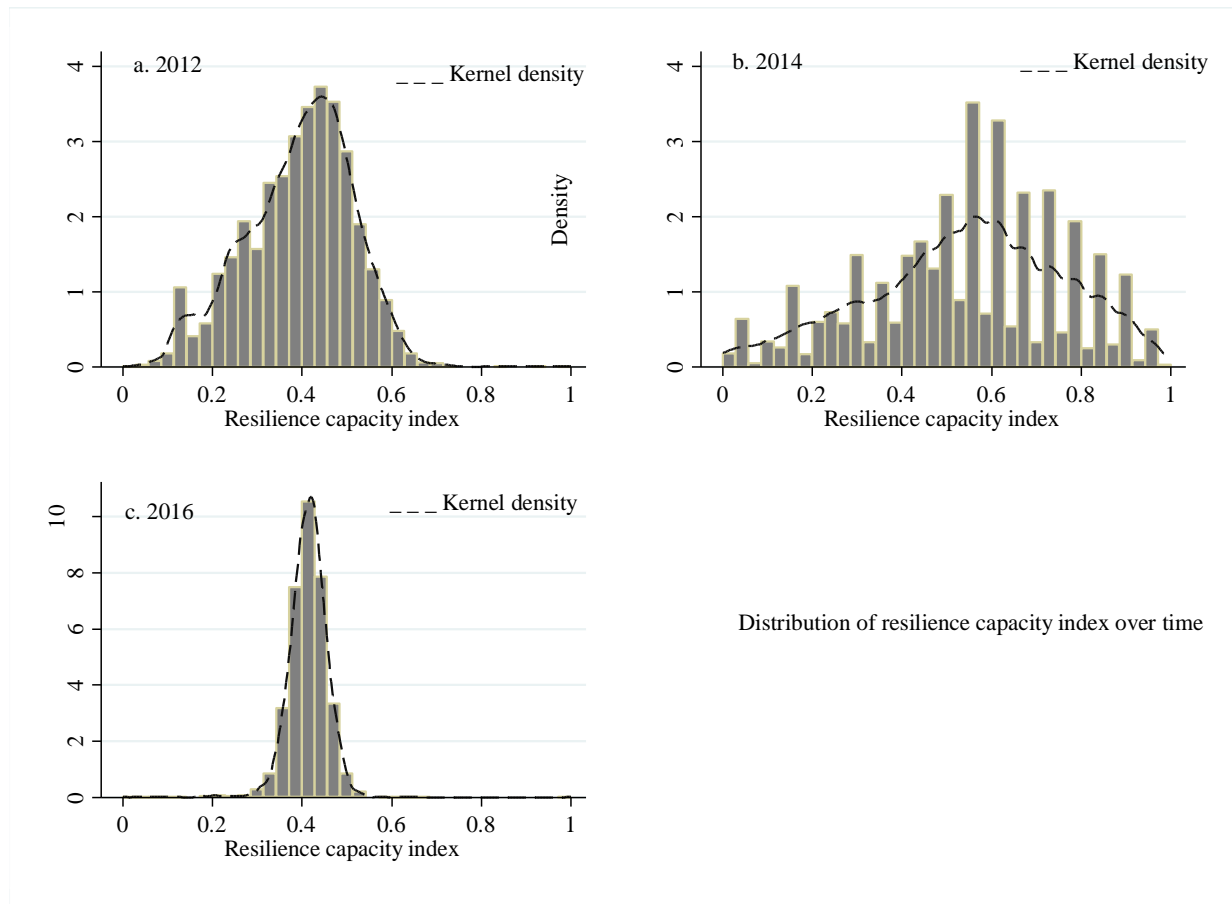 a. 2012
_ _ _ Kernel density
4
3
2
1
0
0 0.2 0.4 0.6 0.8 1
Resilience capacity index
b. 2014
_ _ _ Kernel density
Density
4
3
2
1
0
0 0.2 0.4 0.6 0.8 1
Resilience capacity index
c. 2016
_ _ _ Kernel density
10
8
6
4
2
0
0 0.2 0.4 0.6 0.8 1
Resilience capacity index
Distribution of resilience capacity index over time